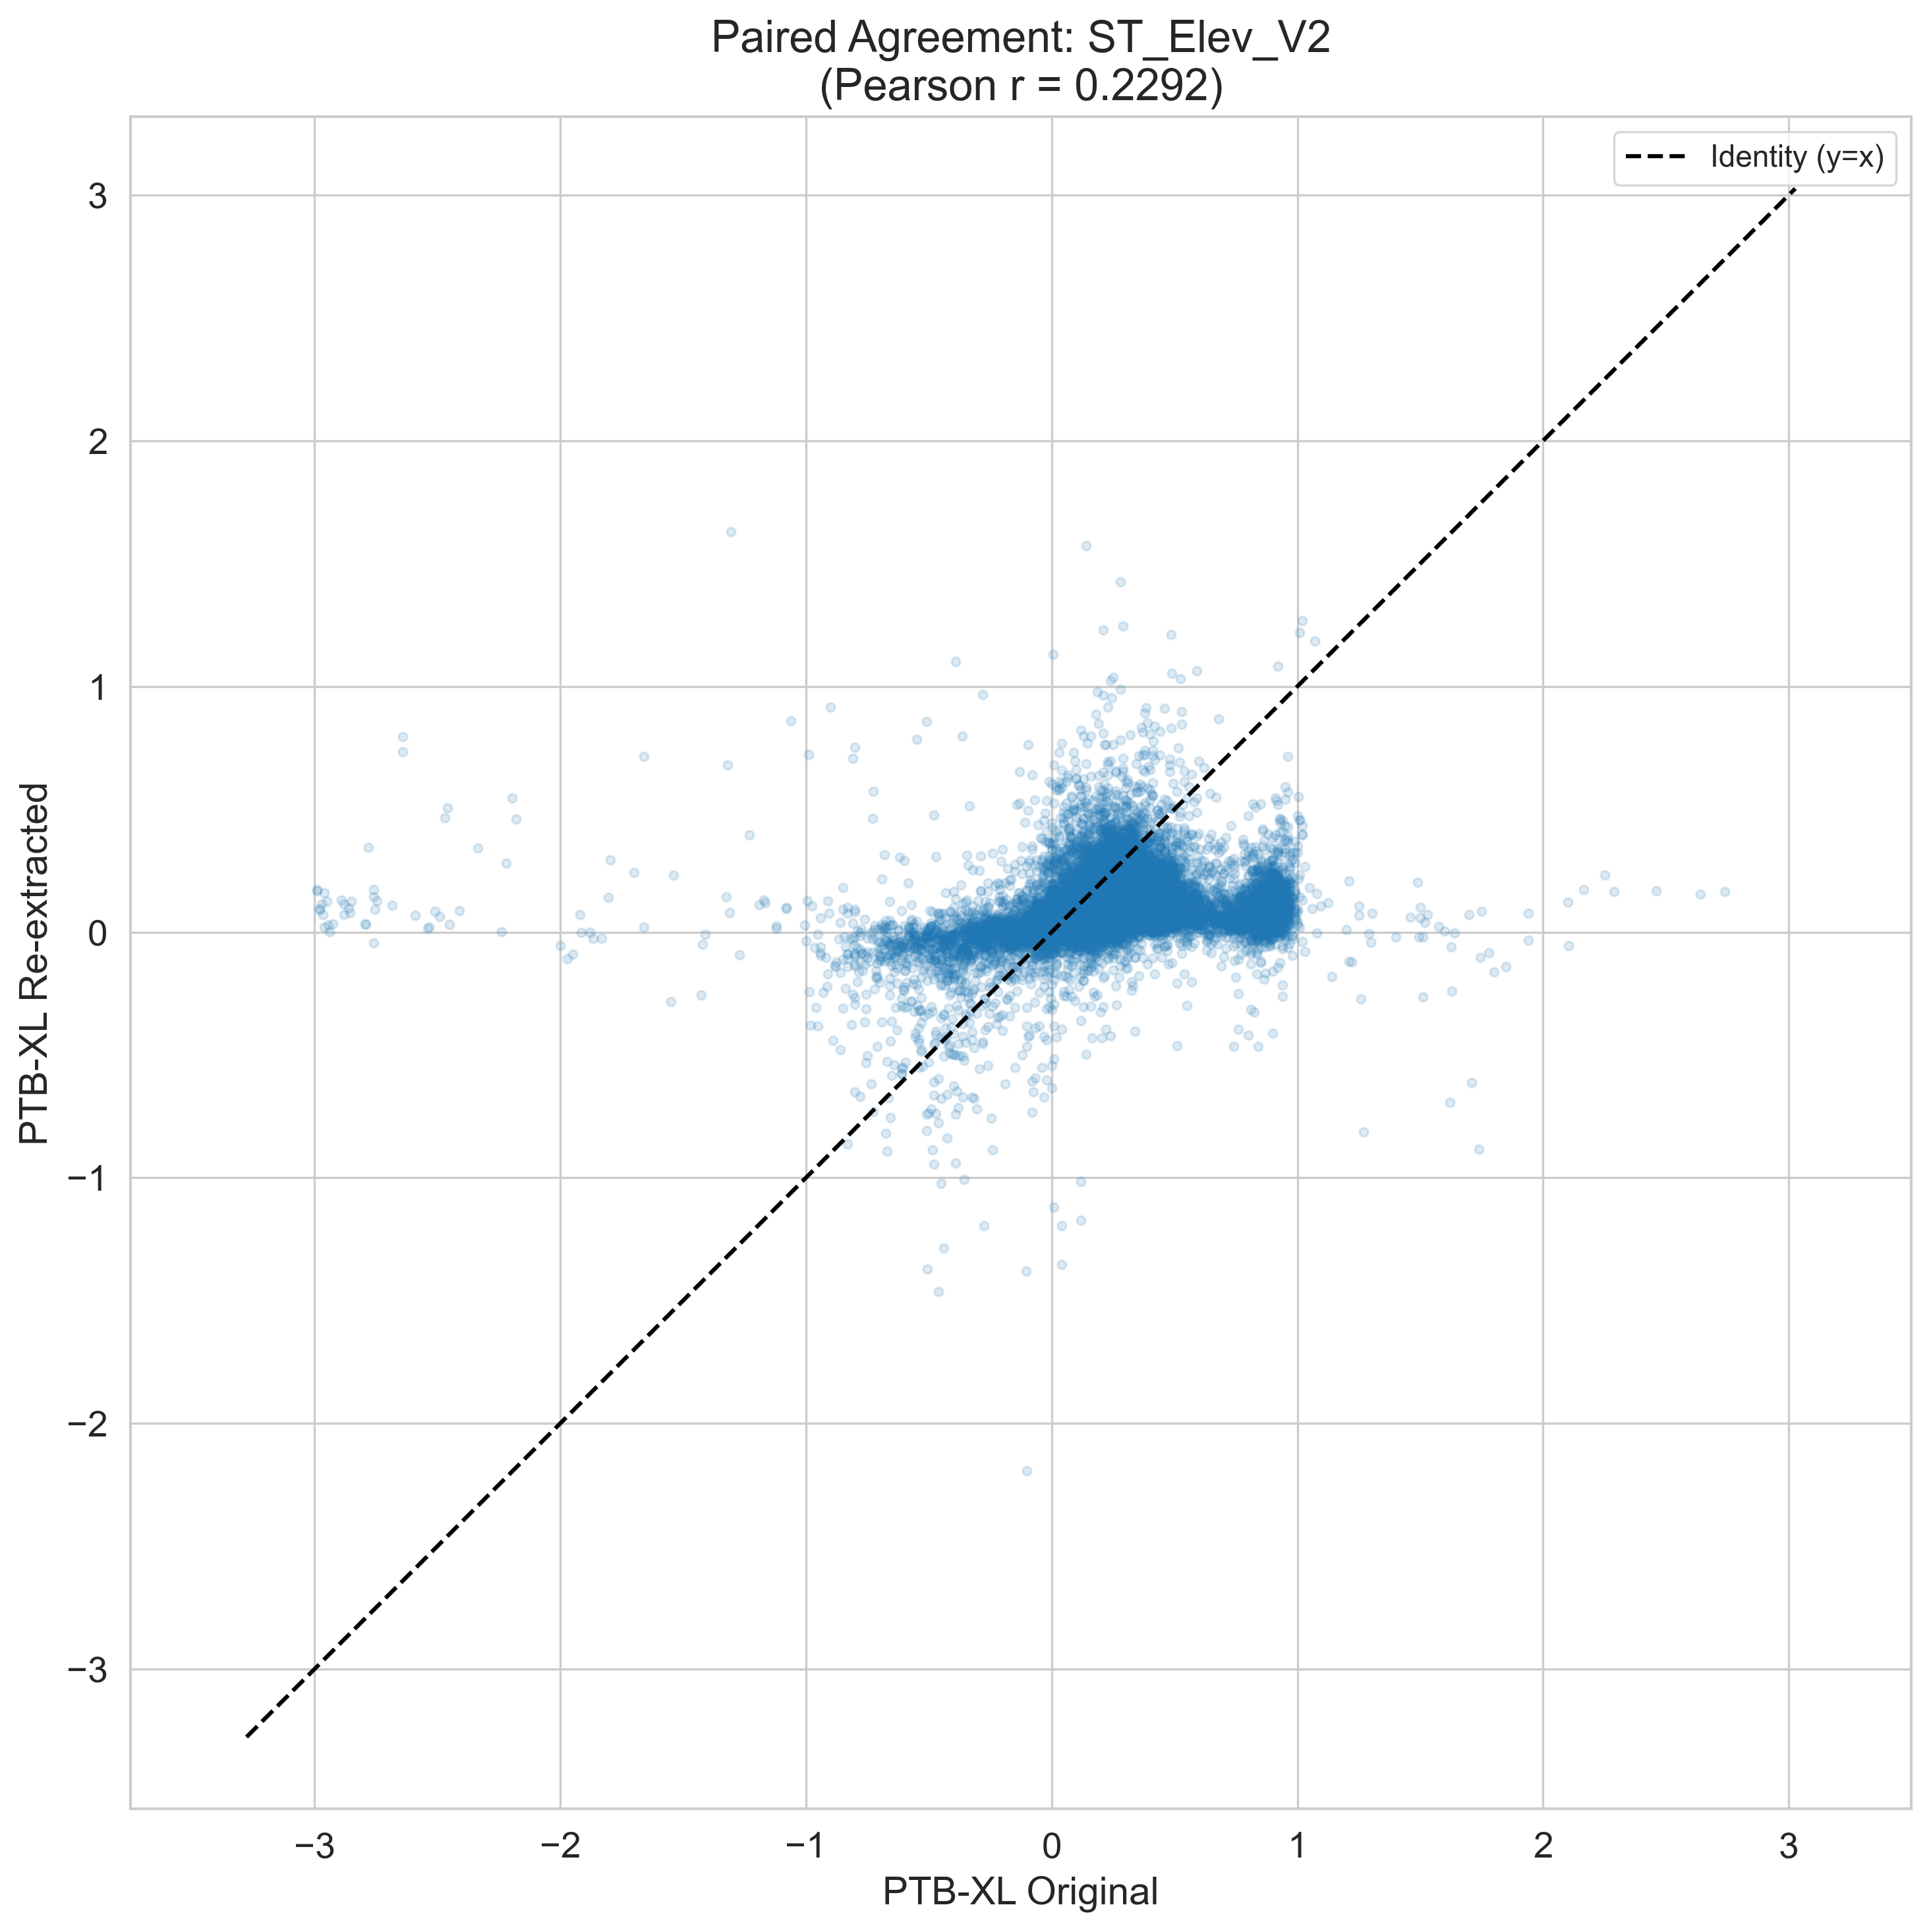 Paired Agreement: ST_Elev_V2
(Pearson r = 0.2292)
Identity (y=x)
3
2
1
0
−1
−2
−3
PTB-XL Re-extracted
−3
−2
−1
0
1
2
3
PTB-XL Original